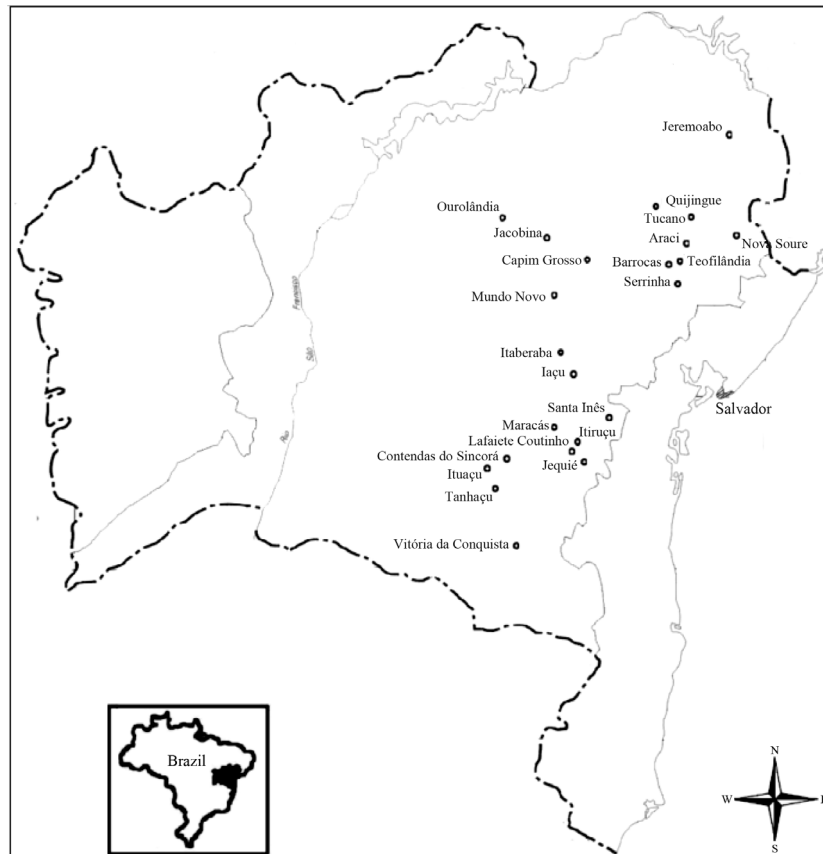 Jeremoabo
Quijingue
Ourolândia
Tucano
Jacobina
Araci
Nova Soure
Capim Grosso
Barrocas
Teofilândia
Serrinha
Mundo Novo
São
Itaberaba
Iaçu
Salvador
Santa Inês
Maracás
Itiruçu
Lafaiete Coutinho
Contendas do Sincorá
Jequié
Ituaçu
Tanhaçu
Vitória da Conquista
Brazil
N
W
E
S